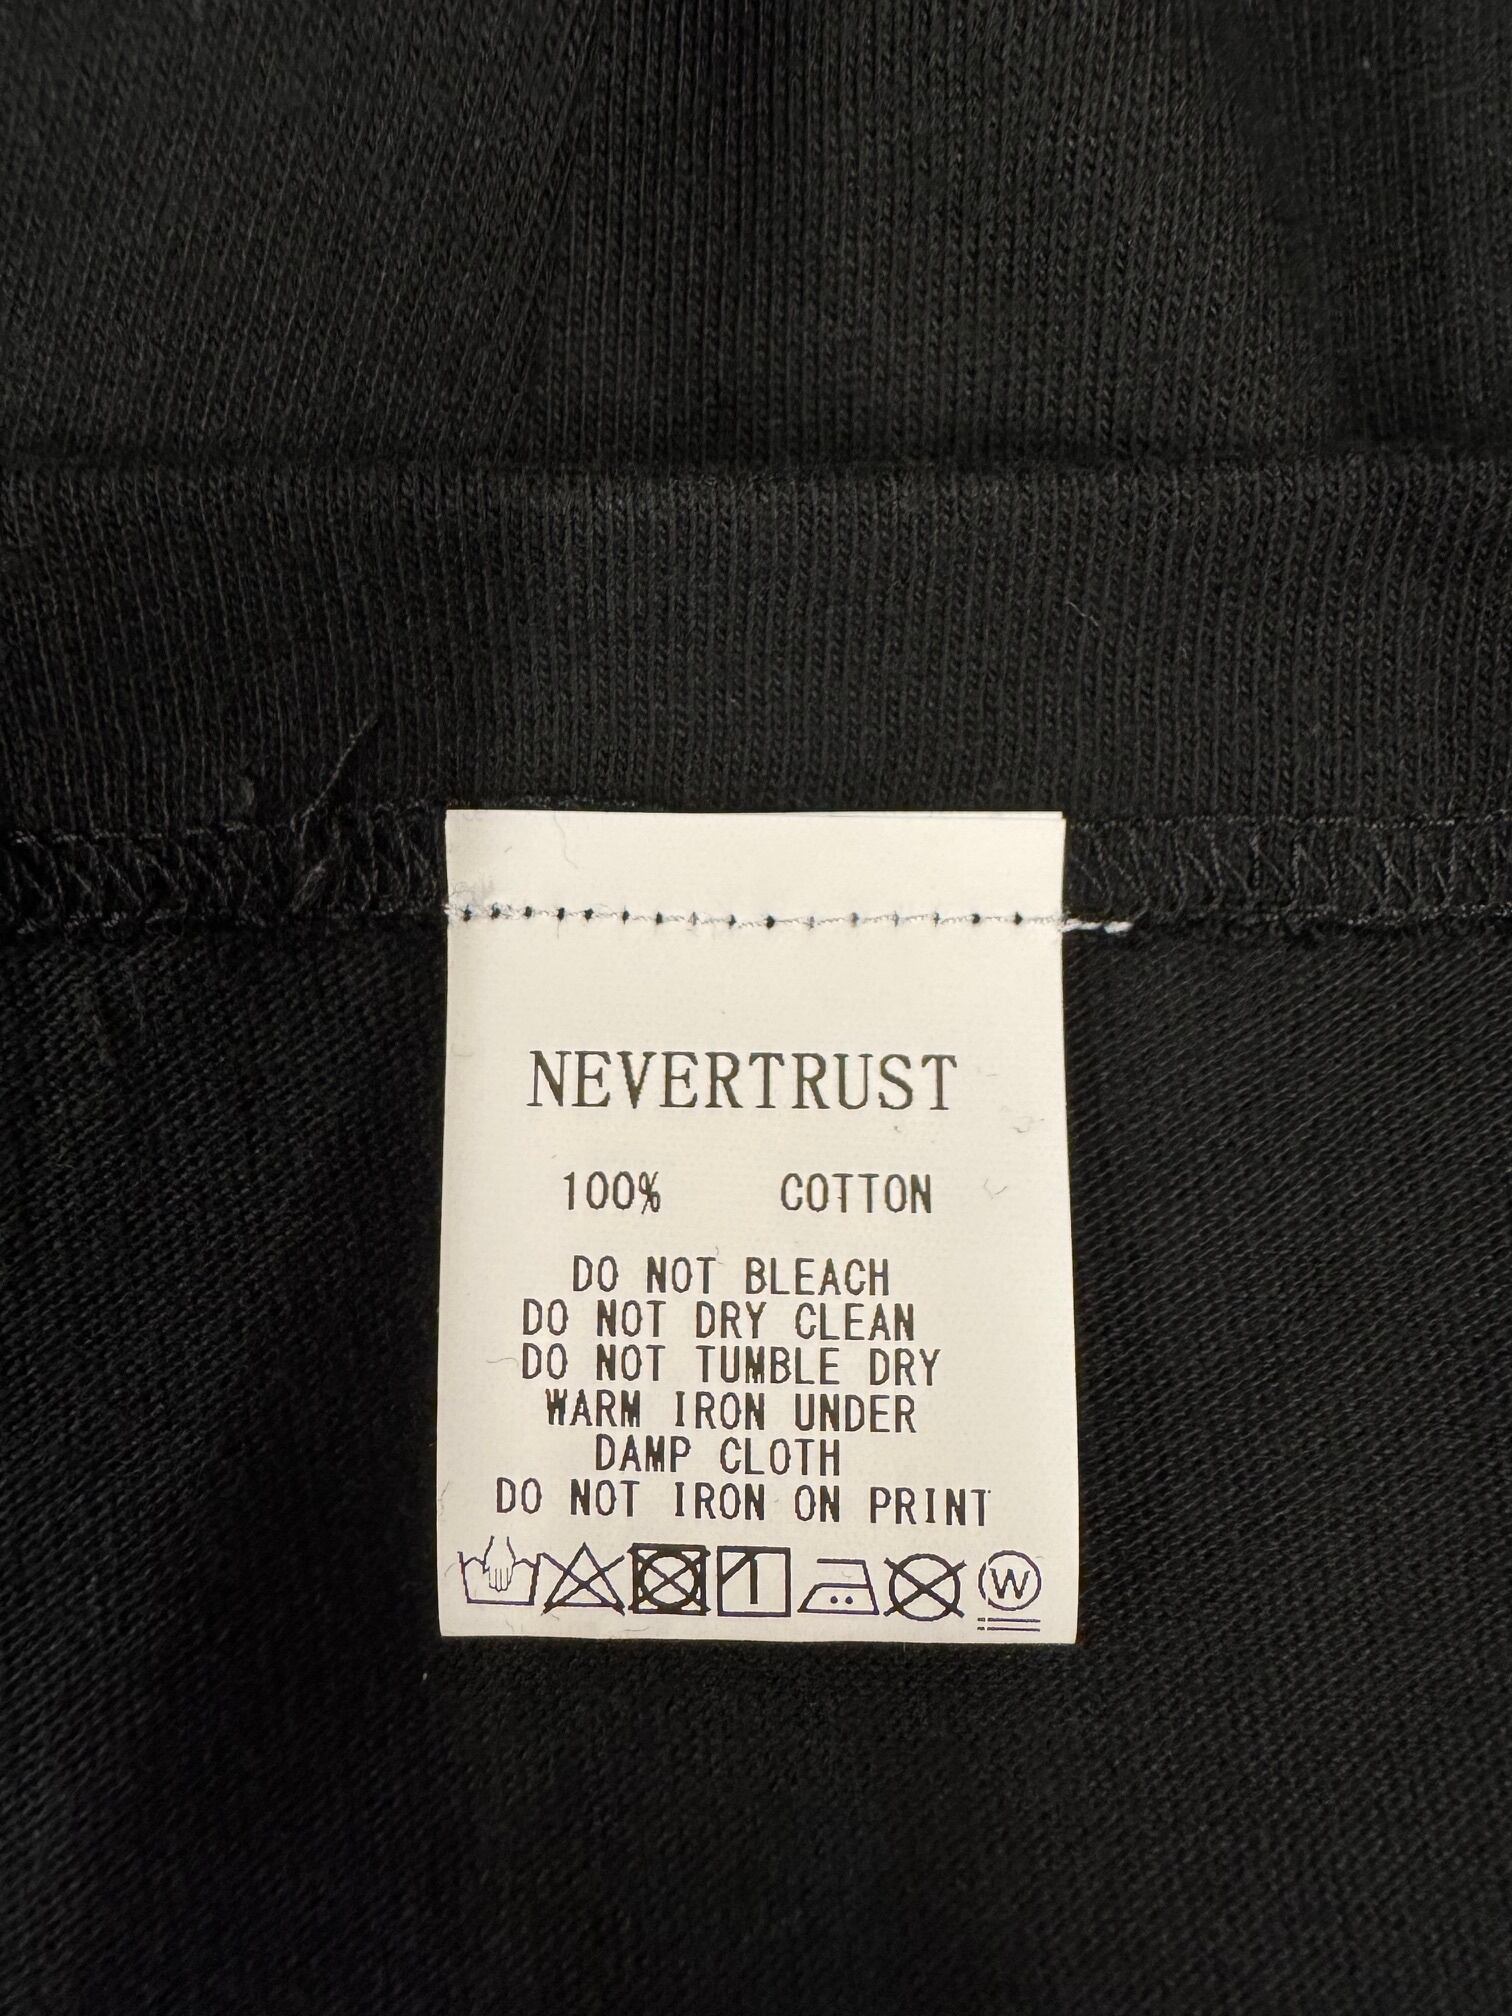 NEVERTRUST
100% COTTON
DO NOT BLEACH
DO NOT DRY CLEAN
DO NOT TUMBLE DRY
WARM IRON UNDER
DAMP CLOTH
DO NOT IRON ON PRINT
W